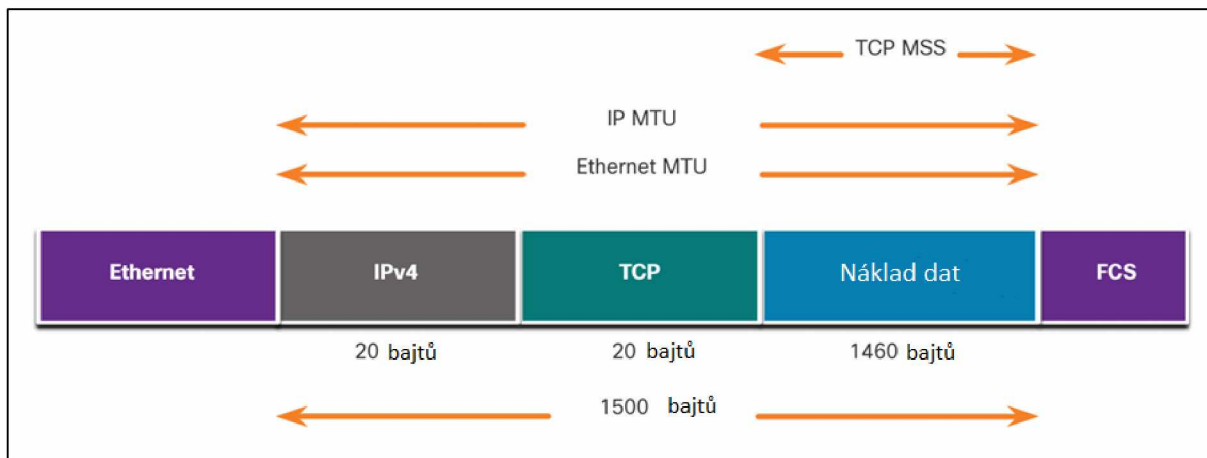 TCP MSS
IP MTU
Ethernet MTU
Ethernet IPv4 TCP Náklad dat FCS
20 bajtů 20 bajtů 1460 bajtů
1500 bajtů